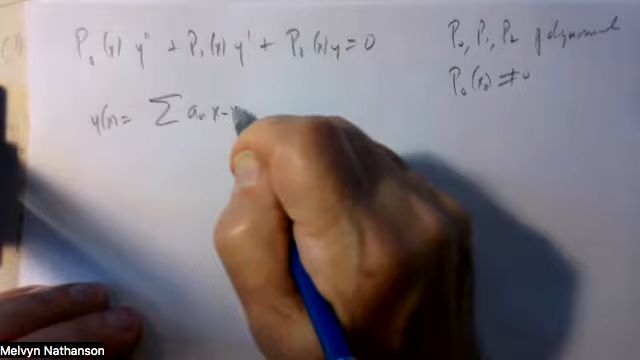 P₀(x) y'' + P₁(x) y' + P₂(x) y = 0
P₀, P₁, P₂ polynomial
P₀(x₀) ≠ 0
y(x) = ∑ aₙ x -
Melvyn Nathanson